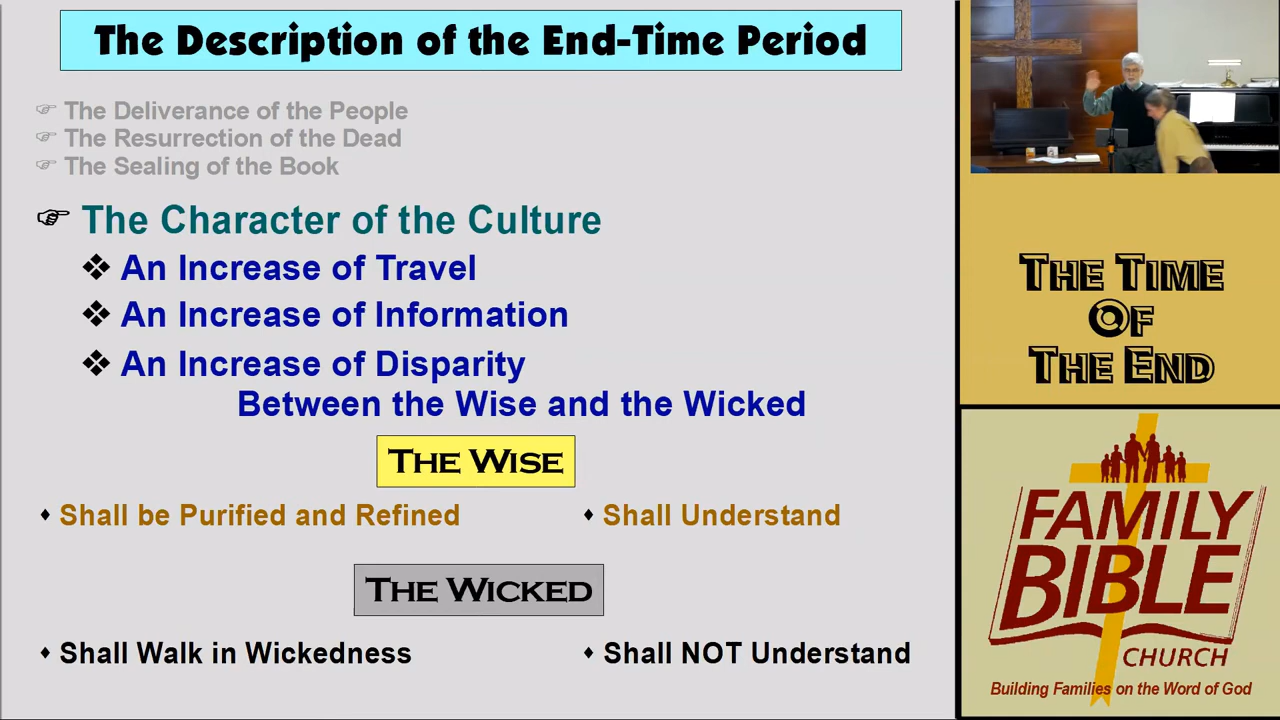 The Description of the End-Time Period
The Deliverance of the People
The Resurrection of the Dead
The Sealing of the Book
The Character of the Culture
An Increase of Travel
An Increase of Information
An Increase of Disparity
Between the Wise and the Wicked
THE WISE
Shall be Purified and Refined
Shall Understand
THE WICKED
Shall Walk in Wickedness
Shall NOT Understand
THE TIME
OF
THE END
FAMILY
BIBLE
CHURCH
Building Families on the Word of God